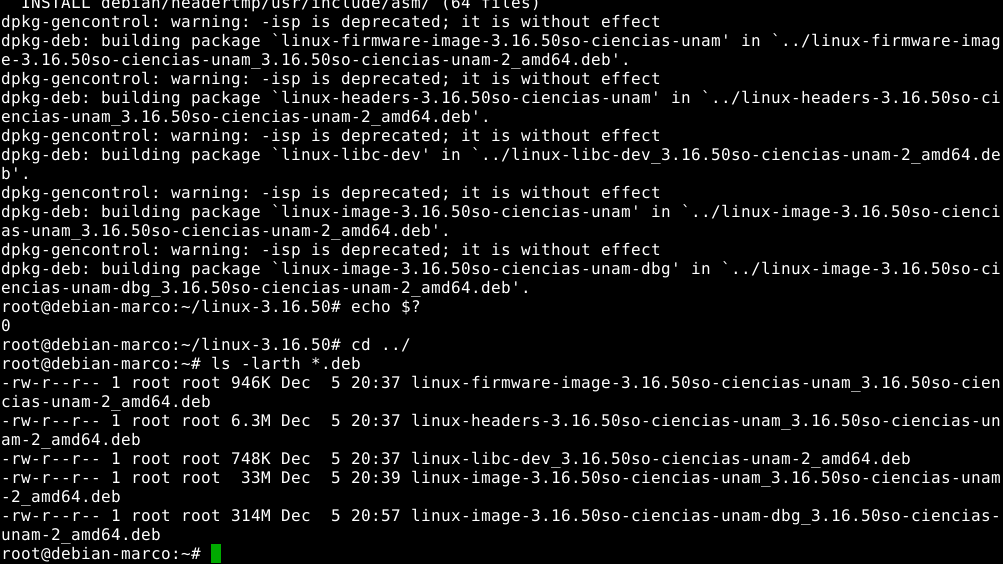 INSTALL debian/headertmp/usr/include/asm/ (64 files)
dpkg-gencontrol: warning: -isp is deprecated; it is without effect
dpkg-deb: building package `linux-firmware-image-3.16.50so-ciencias-unam' in `../linux-firmware-imag
e-3.16.50so-ciencias-unam_3.16.50so-ciencias-unam-2_amd64.deb'.
dpkg-gencontrol: warning: -isp is deprecated; it is without effect
dpkg-deb: building package `linux-headers-3.16.50so-ciencias-unam' in `../linux-headers-3.16.50so-ci
encias-unam_3.16.50so-ciencias-unam-2_amd64.deb'.
dpkg-gencontrol: warning: -isp is deprecated; it is without effect
dpkg-deb: building package `linux-libc-dev' in `../linux-libc-dev_3.16.50so-ciencias-unam-2_amd64.de
b'.
dpkg-gencontrol: warning: -isp is deprecated; it is without effect
dpkg-deb: building package `linux-image-3.16.50so-ciencias-unam' in `../linux-image-3.16.50so-cienci
as-unam_3.16.50so-ciencias-unam-2_amd64.deb'.
dpkg-gencontrol: warning: -isp is deprecated; it is without effect
dpkg-deb: building package `linux-image-3.16.50so-ciencias-unam-dbg' in `../linux-image-3.16.50so-ci
encias-unam-dbg_3.16.50so-ciencias-unam-2_amd64.deb'.
root@debian-marco:~/linux-3.16.50# echo $?
0
root@debian-marco:~/linux-3.16.50# cd ../
root@debian-marco:~# ls -larth *.deb
-rw-r--r-- 1 root root 946K Dec  5 20:37 linux-firmware-image-3.16.50so-ciencias-unam_3.16.50so-cien
cias-unam-2_amd64.deb
-rw-r--r-- 1 root root 6.3M Dec  5 20:37 linux-headers-3.16.50so-ciencias-unam_3.16.50so-ciencias-un
am-2_amd64.deb
-rw-r--r-- 1 root root 748K Dec  5 20:37 linux-libc-dev_3.16.50so-ciencias-unam-2_amd64.deb
-rw-r--r-- 1 root root  33M Dec  5 20:39 linux-image-3.16.50so-ciencias-unam_3.16.50so-ciencias-unam
-2_amd64.deb
-rw-r--r-- 1 root root 314M Dec  5 20:57 linux-image-3.16.50so-ciencias-unam-dbg_3.16.50so-ciencias-
unam-2_amd64.deb
root@debian-marco:~#